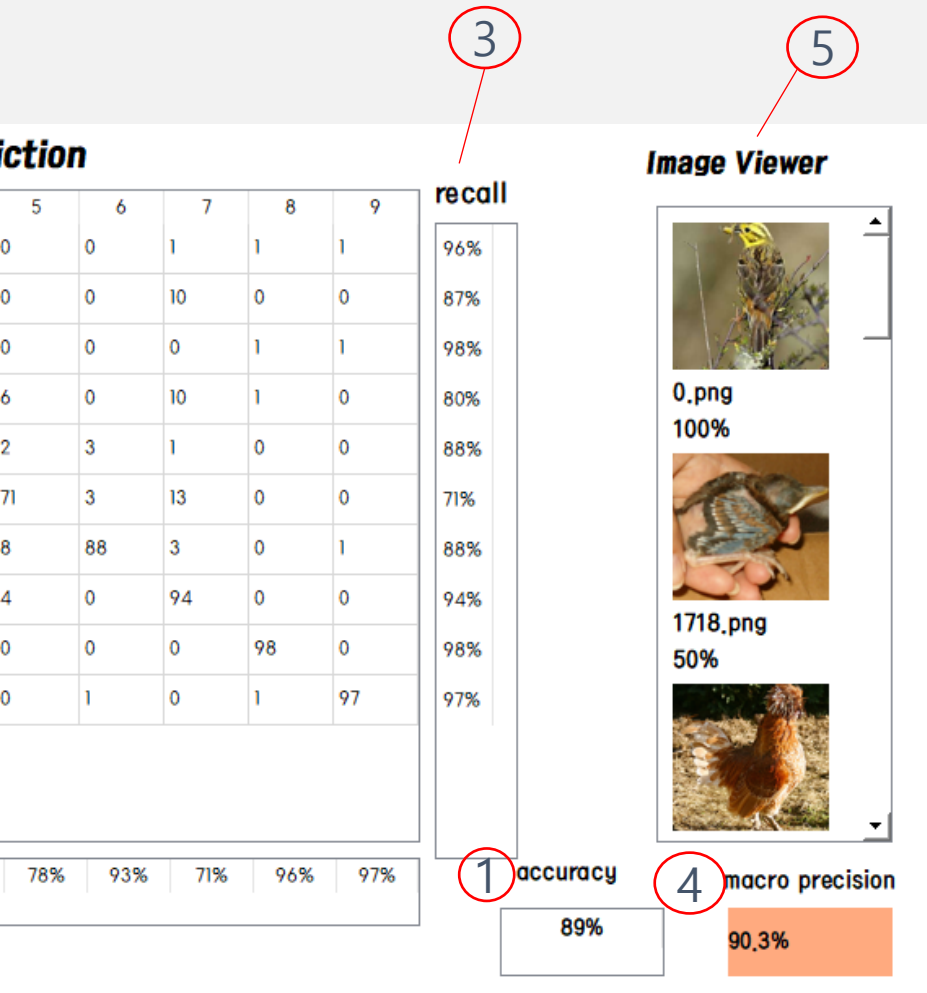 3
5
iction
Image Viewer
recall
5 6 7 8 9
0 0 1 1 1 96%
0 0 10 0 0 87%
0 0 0 1 1 98%
6 0 10 1 0 80%
2 3 1 0 0 88%
71 3 13 0 0 71%
8 88 3 0 1 88%
4 0 94 0 0 94%
0 0 0 98 0 98%
0 1 0 1 97 97%
0.png
100%
1718.png
50%
78% 93% 71% 96% 97%
1 accuracy
89%
4 macro precision
90.3%